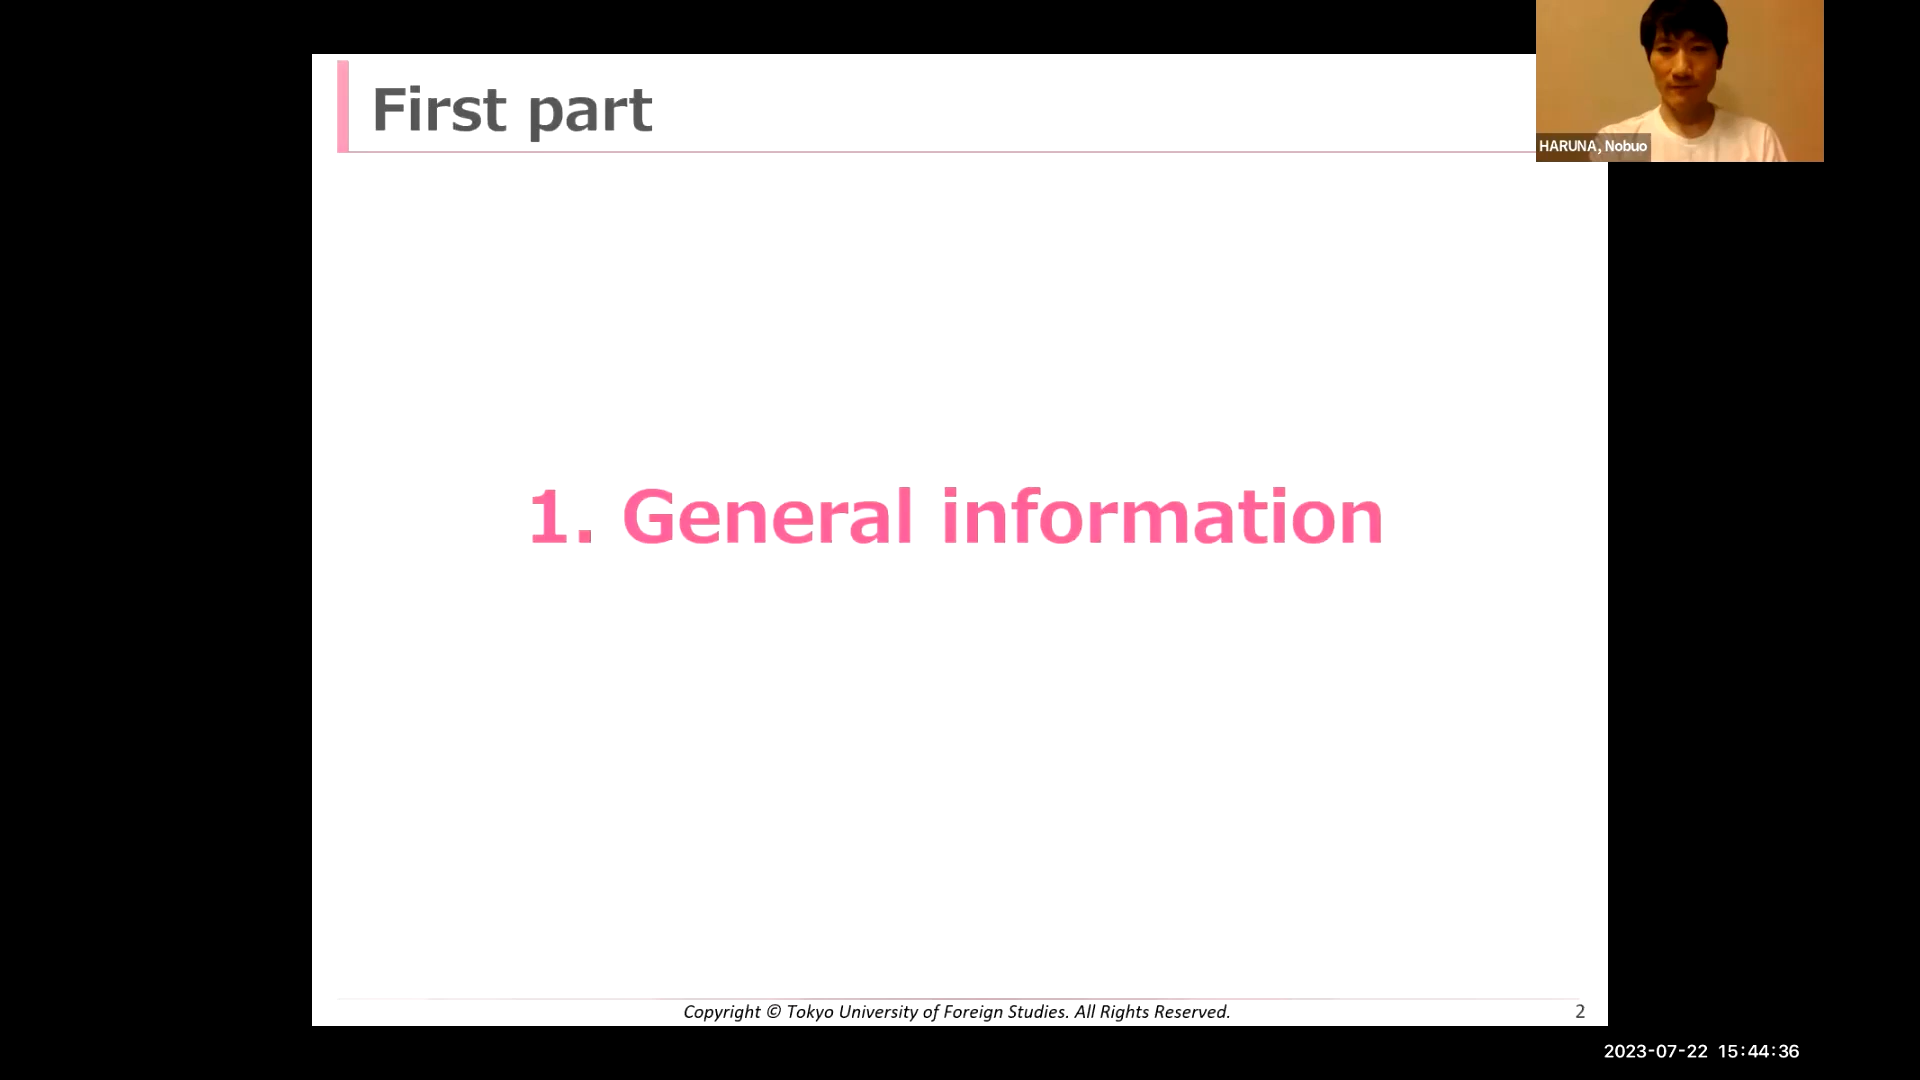 First part
HARUNA, Nobuo
1. General information
Copyright © Tokyo University of Foreign Studies. All Rights Reserved.
2
2023-07-22 15:44:36